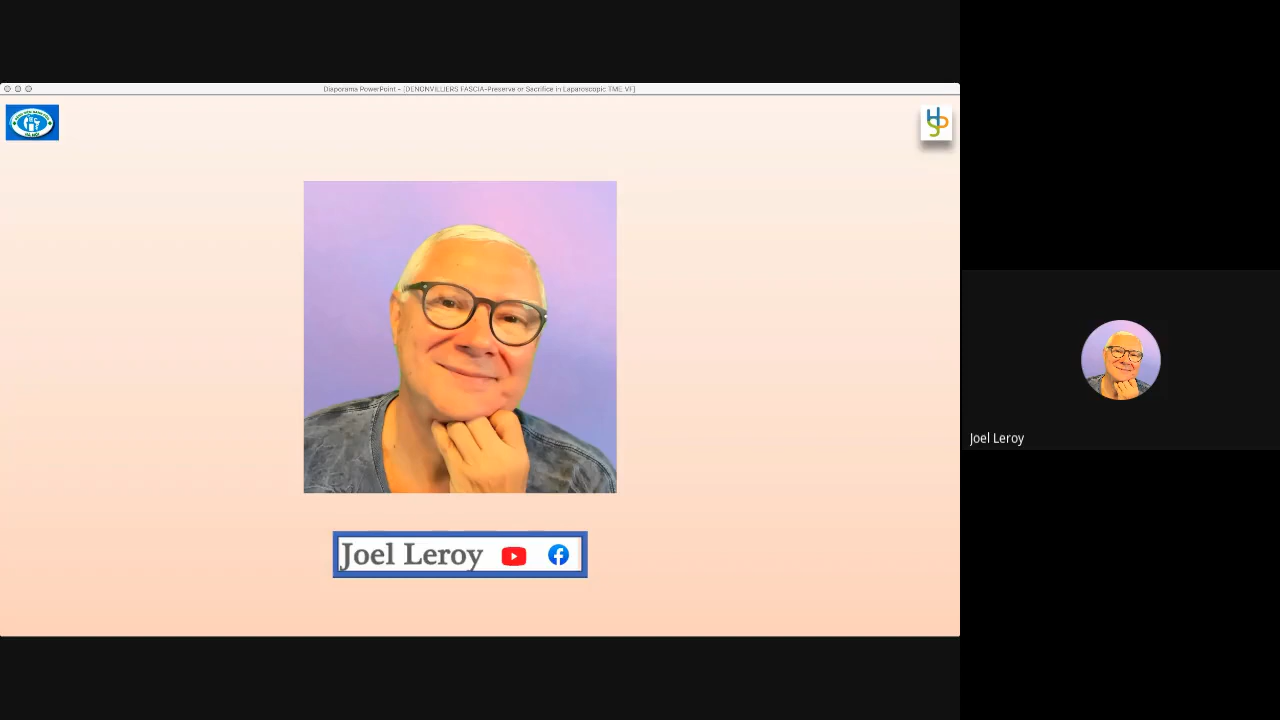 Diaporama PowerPoint - [DENONVILLIERS FASCIA-Preserve or Sacrifice in Laparoscopic TME VF]
Joel Leroy
Joel Leroy